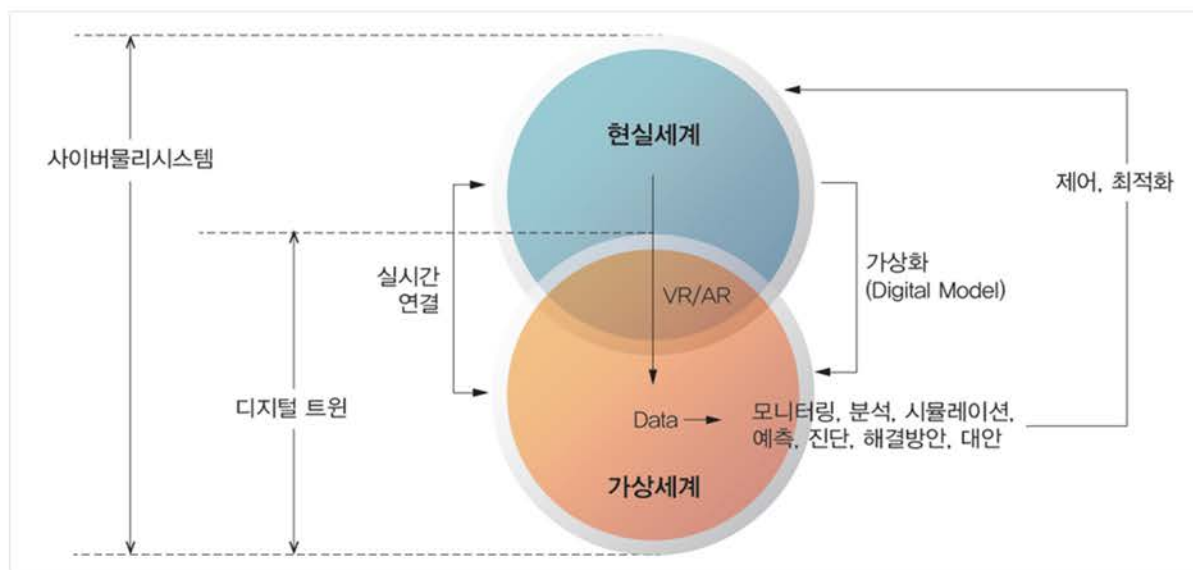 현실세계
사이버물리시스템
제어, 최적화
실시간
연결
가상화
(Digital Model)
VR/AR
디지털 트윈
Data
모니터링, 분석, 시뮬레이션,
예측, 진단, 해결방안, 대안
가상세계